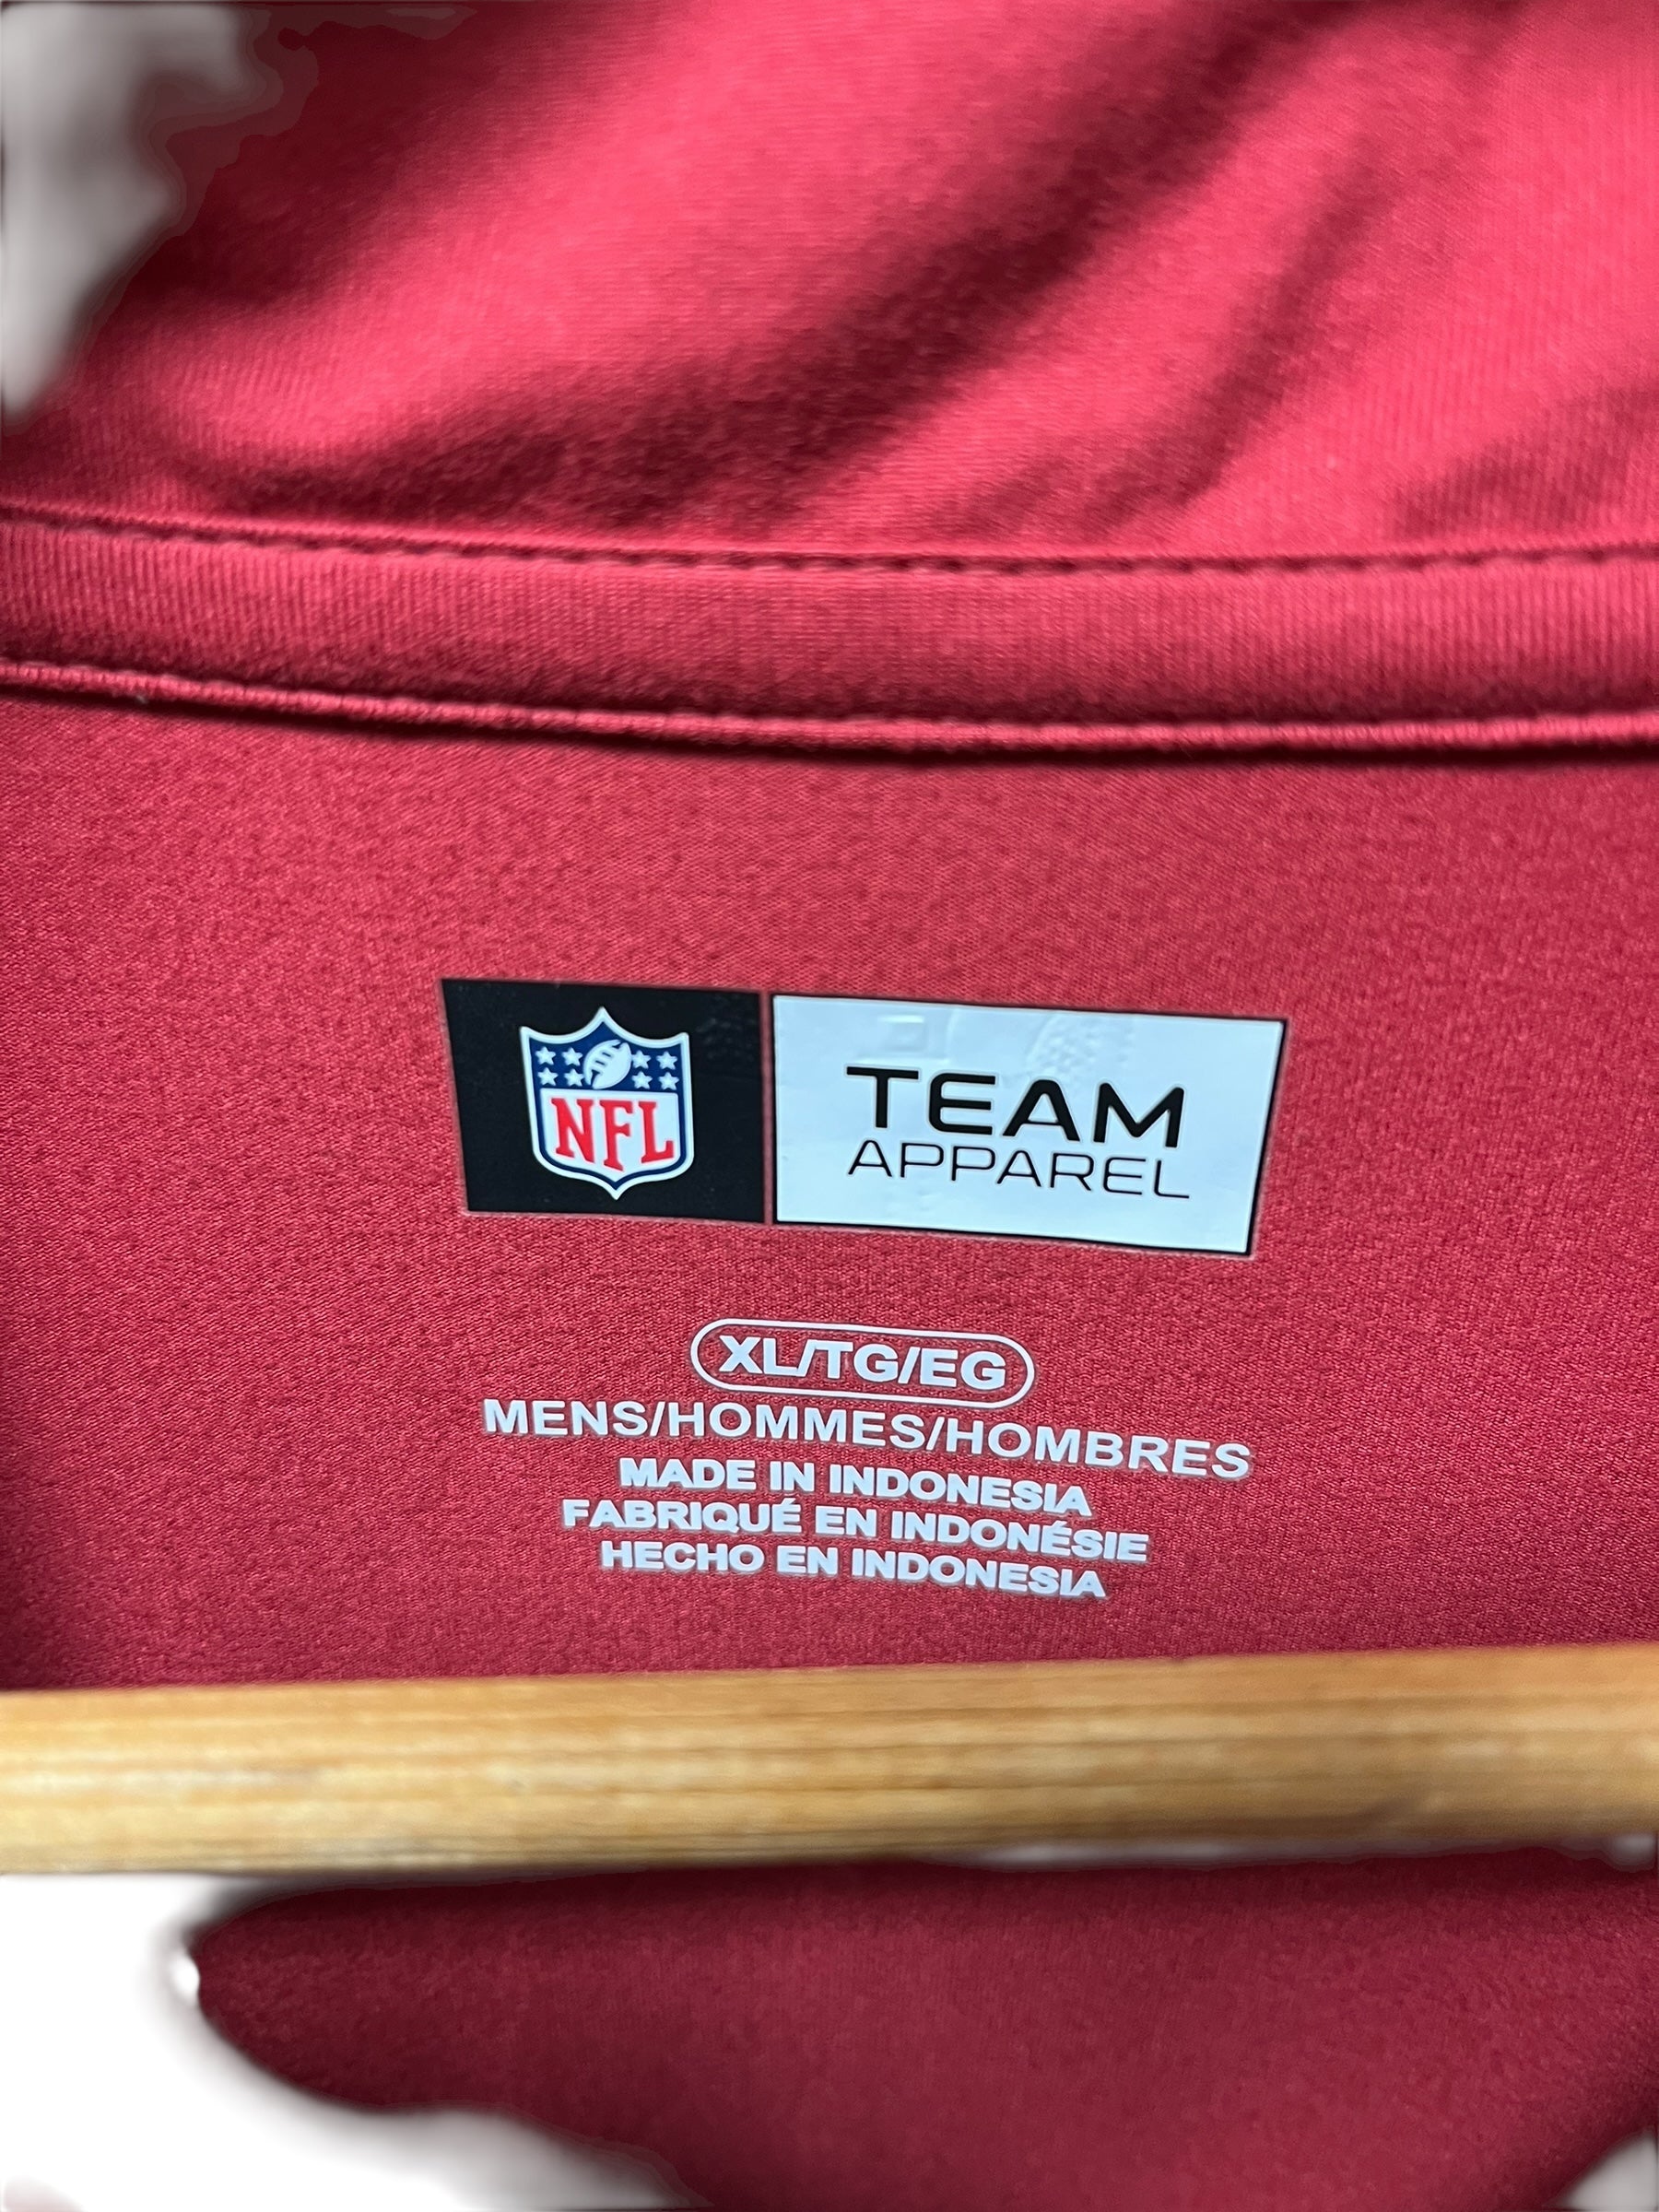 NFL
TEAM
APPAREL
XL/TG/EG
MENS/HOMMES/HOMBRES
MADE IN INDONESIA
FABRIQUÉ EN INDONÉSIE
HECHO EN INDONESIA